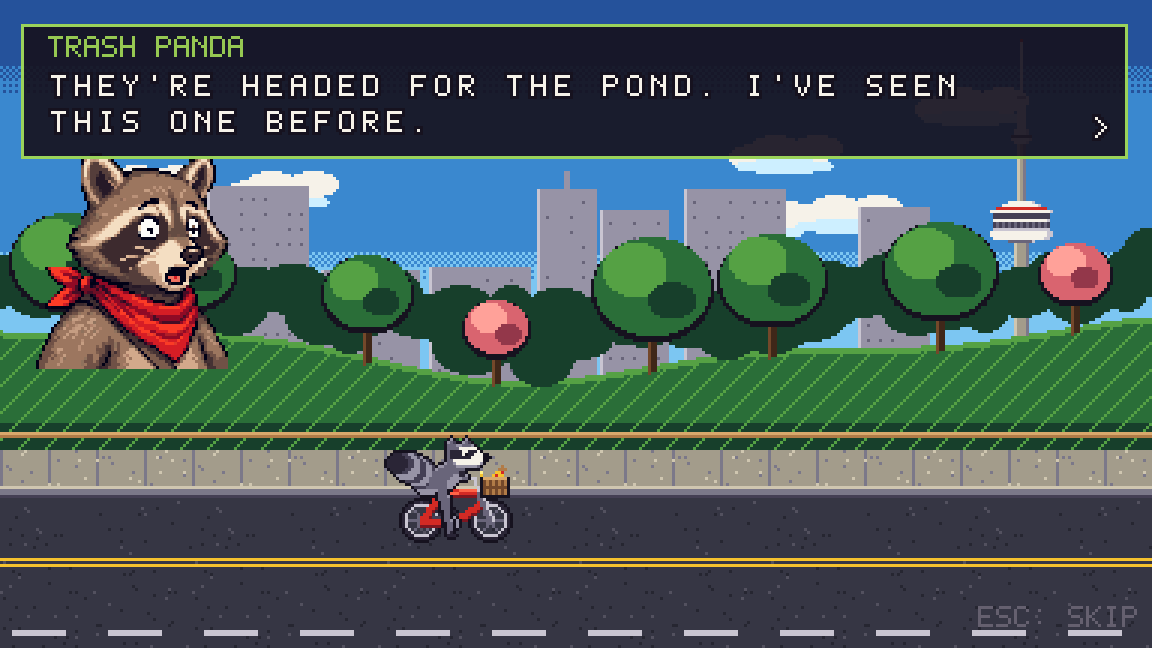 TRASH PANDA
THEY'RE HEADED FOR THE POND. I'VE SEEN
THIS ONE BEFORE.
>
ESC: SKIP